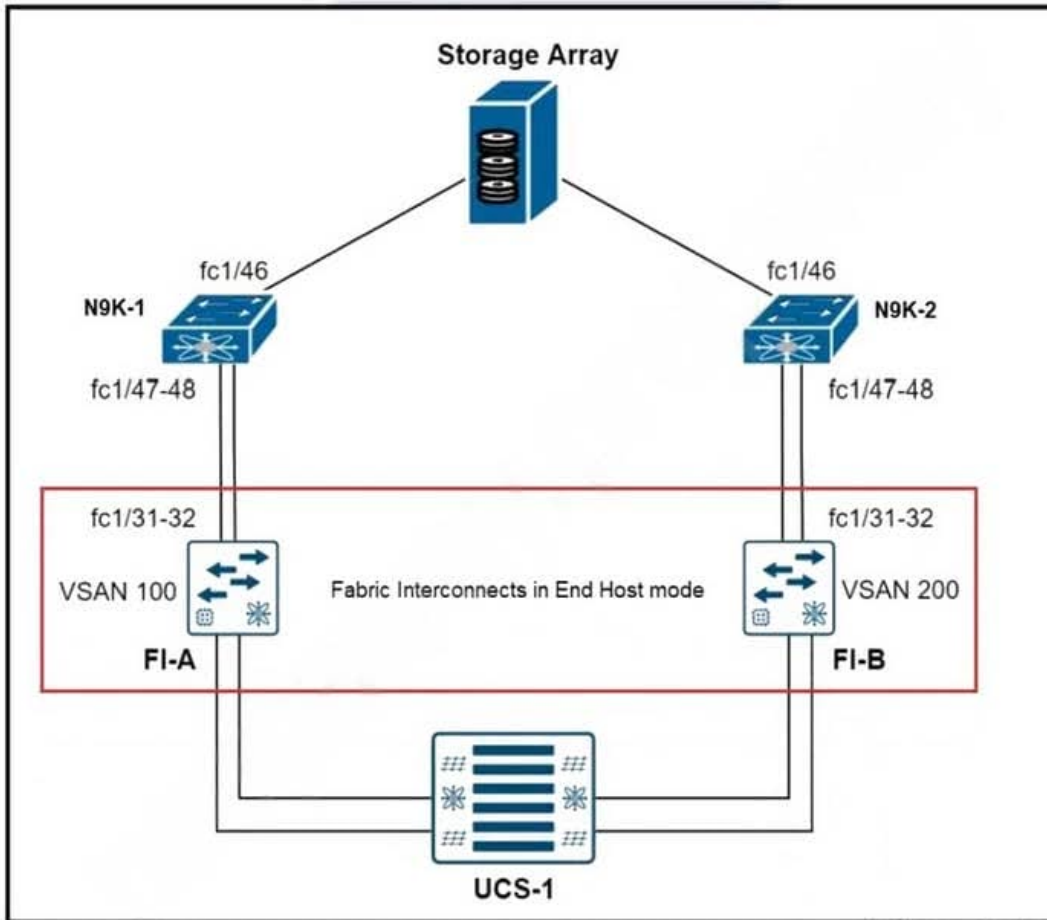 Storage Array
fc1/46
fc1/46
N9K-1
N9K-2
fc1/47-48
fc1/47-48
fc1/31-32
fc1/31-32
VSAN 100
Fabric Interconnects in End Host mode
VSAN 200
FI-A
FI-B
UCS-1